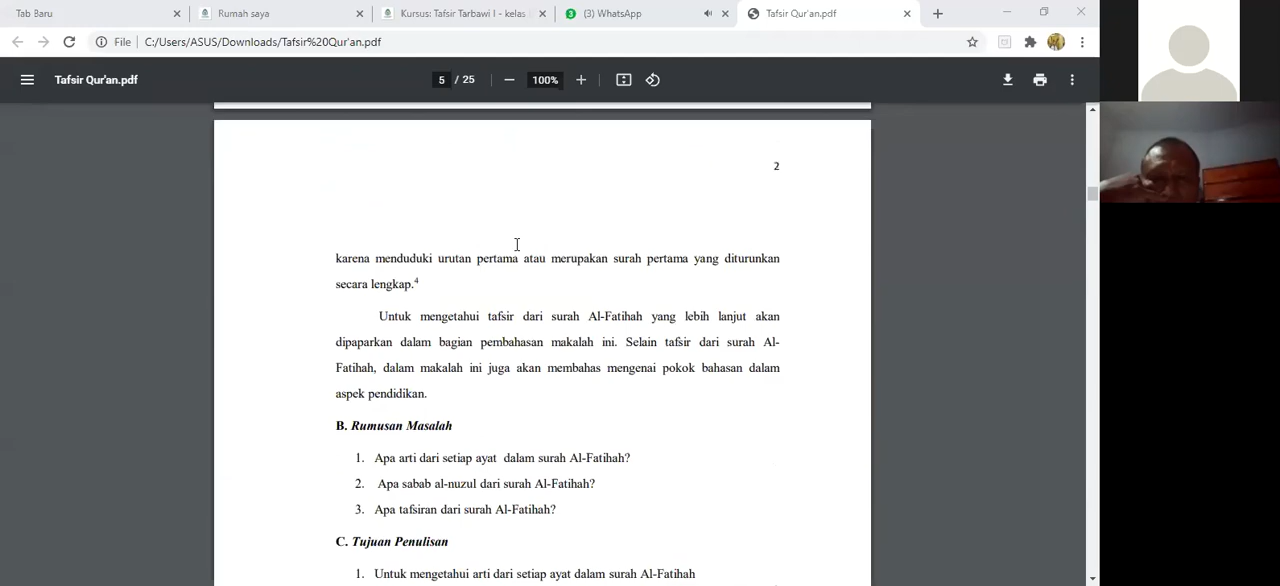 Tab Baru
Rumah saya
Kursus: Tafsir Tarbawi I - kelas
(3) WhatsApp
Tafsir Qur'an.pdf
File C:/Users/ASUS/Downloads/Tafsir%20Qur'an.pdf
Tafsir Qur'an.pdf
5 / 25
100%
2
karena menduduki urutan pertama atau merupakan surah pertama yang diturunkan
secara lengkap.4
Untuk mengetahui tafsir dari surah Al-Fatihah yang lebih lanjut akan
dipaparkan dalam bagian pembahasan makalah ini. Selain tafsir dari surah Al-
Fatihah, dalam makalah ini juga akan membahas mengenai pokok bahasan dalam
aspek pendidikan.
B. Rumusan Masalah
1. Apa arti dari setiap ayat dalam surah Al-Fatihah?
2. Apa sabab al-nuzul dari surah Al-Fatihah?
3. Apa tafsiran dari surah Al-Fatihah?
C. Tujuan Penulisan
1. Untuk mengetahui arti dari setiap ayat dalam surah Al-Fatihah